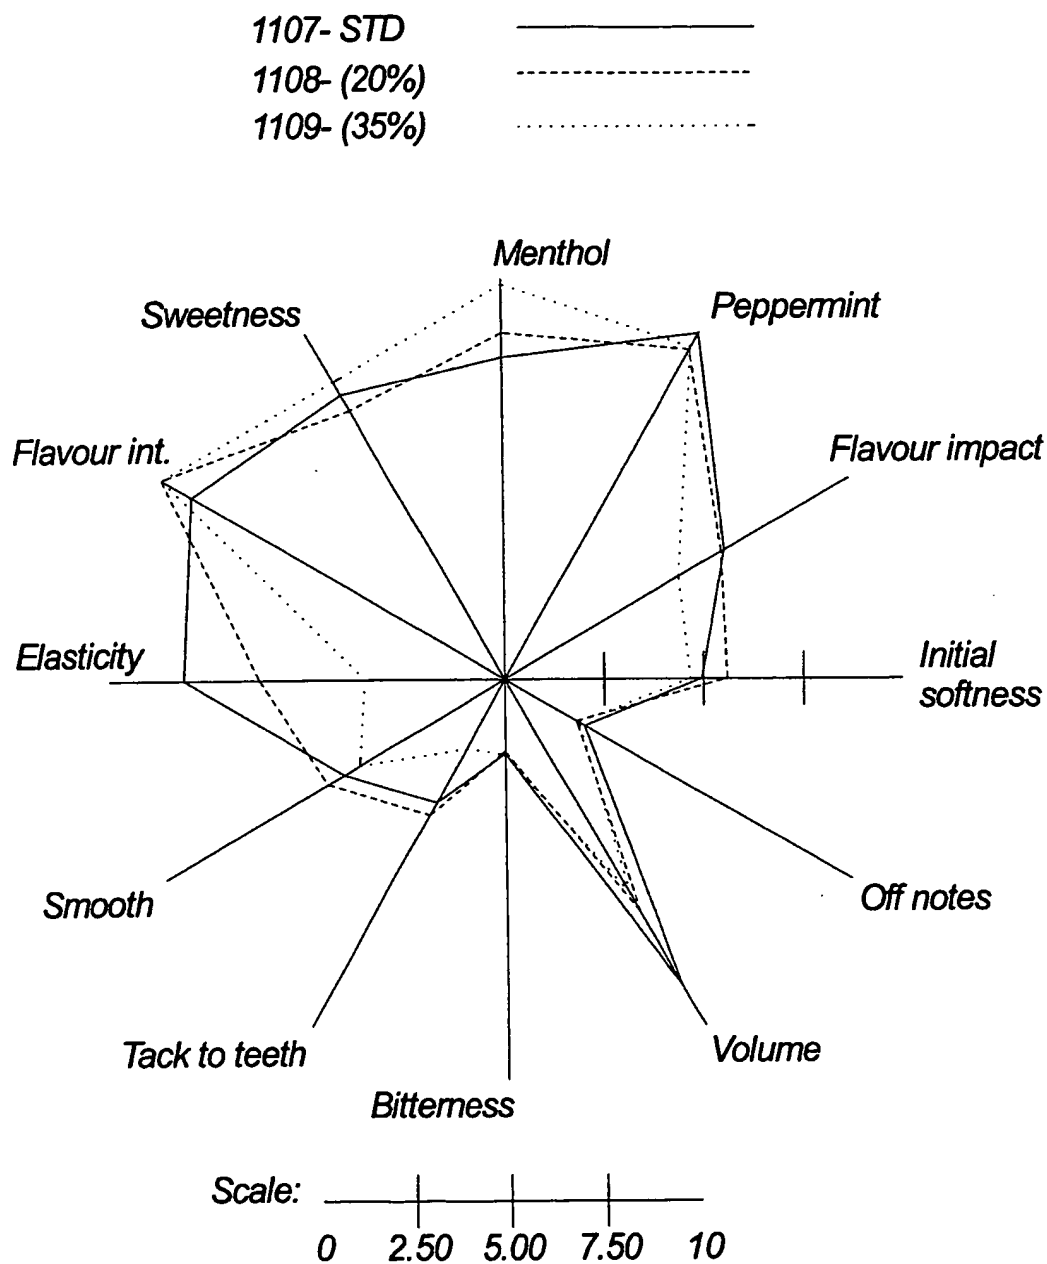 1107- STD
1108- (20%)
1109- (35%)
Menthol
Sweetness
Peppermint
Flavour int.
Flavour impact
Elasticity
Initial
softness
Smooth
Off notes
Tack to teeth
Volume
Bitterness
Scale:
0 2.50 5.00 7.50 10